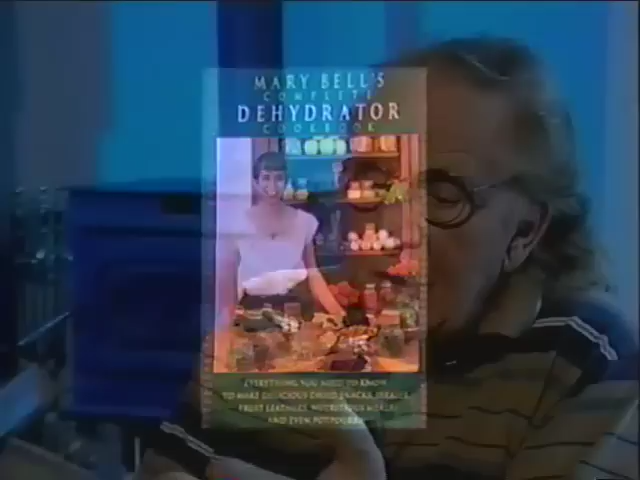 MARY BELL'S
COMPLETE
DEHYDRATOR
COOKBOOK
EVERYTHING YOU NEED TO KNOW
TO MAKE DELICIOUS DRIED SNACKS, JERKIES,
FRUIT LEATHERS, NUTRITIOUS MEALS,
AND EVEN POTPOURRI